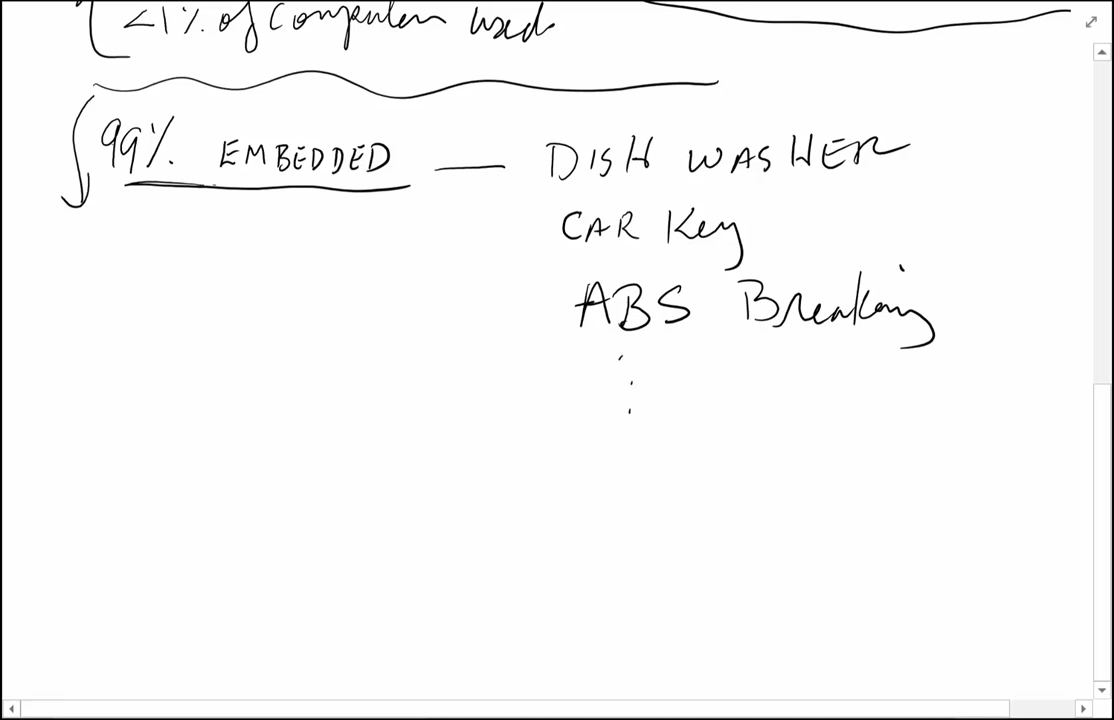 <1% of Computers used
99% EMBEDDED — DISH WASHER
CAR Key
ABS Breaking